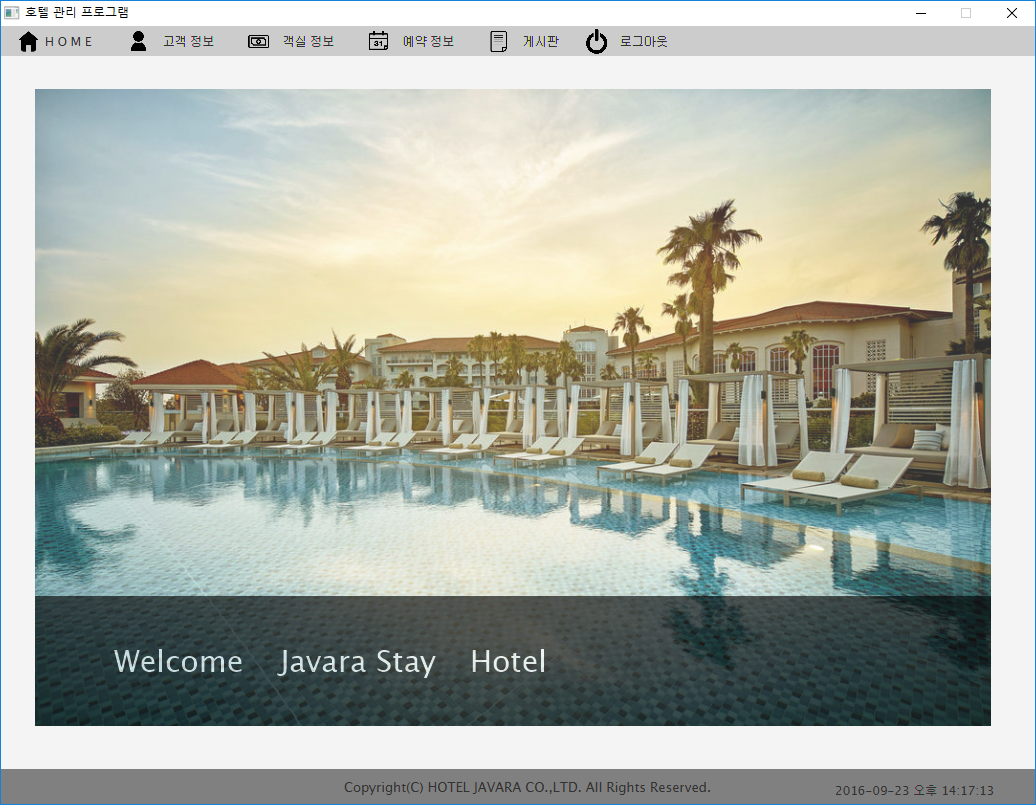 호텔 관리 프로그램
HOME 고객 정보 객실 정보 예약 정보 게시판 로그아웃
Welcome Javara Stay Hotel
Copyright(C) HOTEL JAVARA CO.,LTD. All Rights Reserved.
2016-09-23 오후 14:17:13